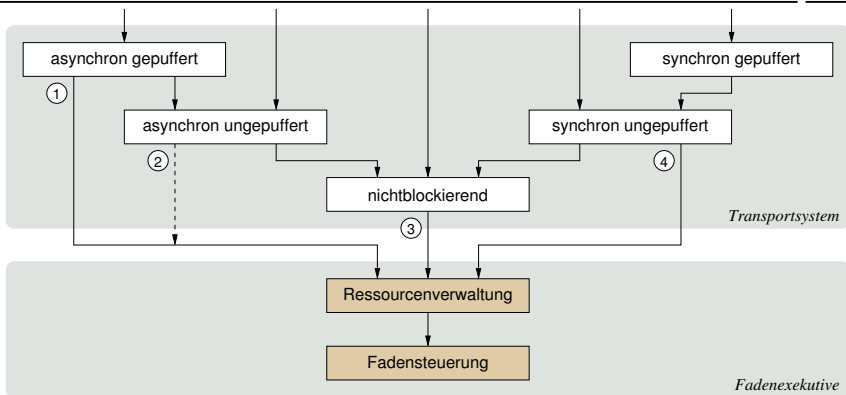 asynchron gepuffert
synchron gepuffert
1
asynchron ungepuffert
synchron ungepuffert
2
4
nichtblockierend
3
Transportsystem
Ressourcenverwaltung
Fadensteuerung
Fadenexekutive